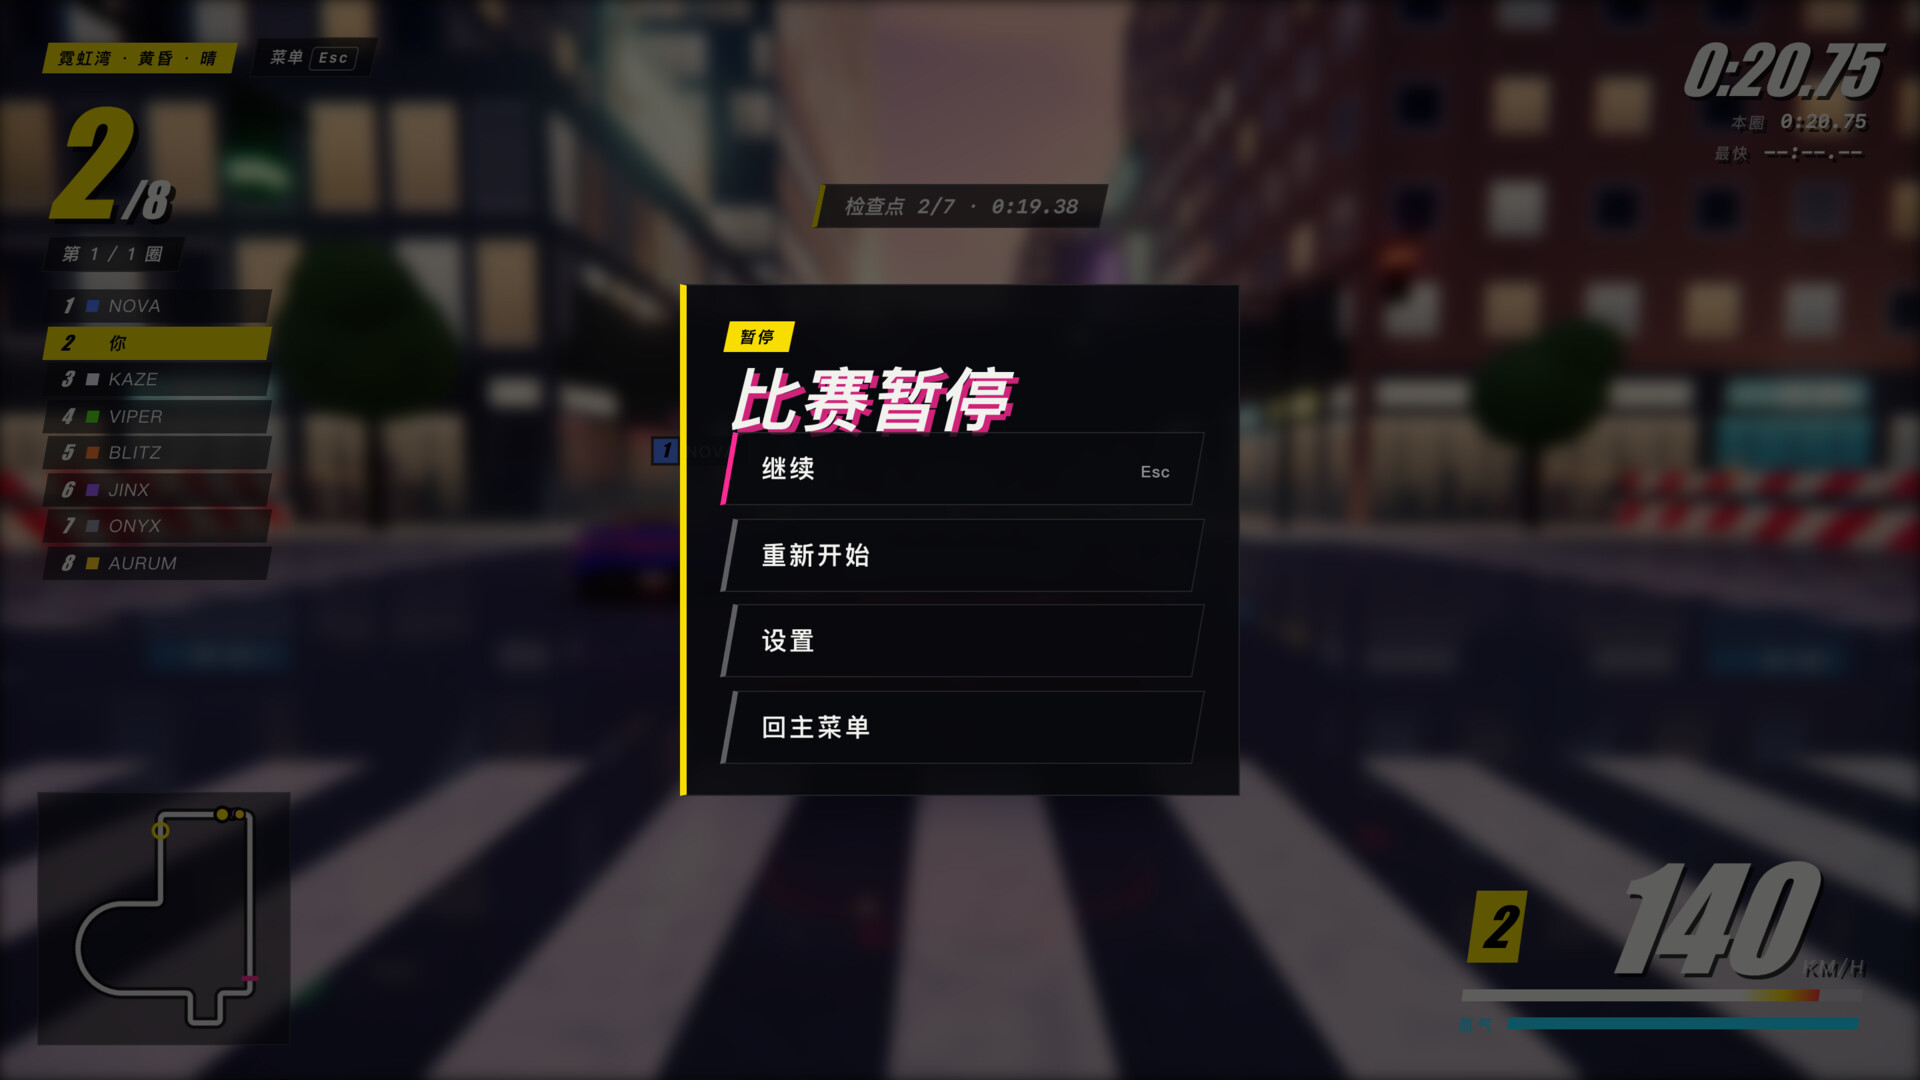 霓虹湾 · 黄昏 · 晴
菜单 Esc
2/8
第 1 / 1 圈
1 NOVA
2 你
3 KAZE
4 VIPER
5 BLITZ
6 JINX
7 ONYX
8 AURUM
0:20.75
本圈 0:20.75
最快 --:--.--
检查点 2/7 · 0:19.38
1 NOVA
暂停
比赛暂停
继续 Esc
重新开始
设置
回主菜单
2
140
KM/H